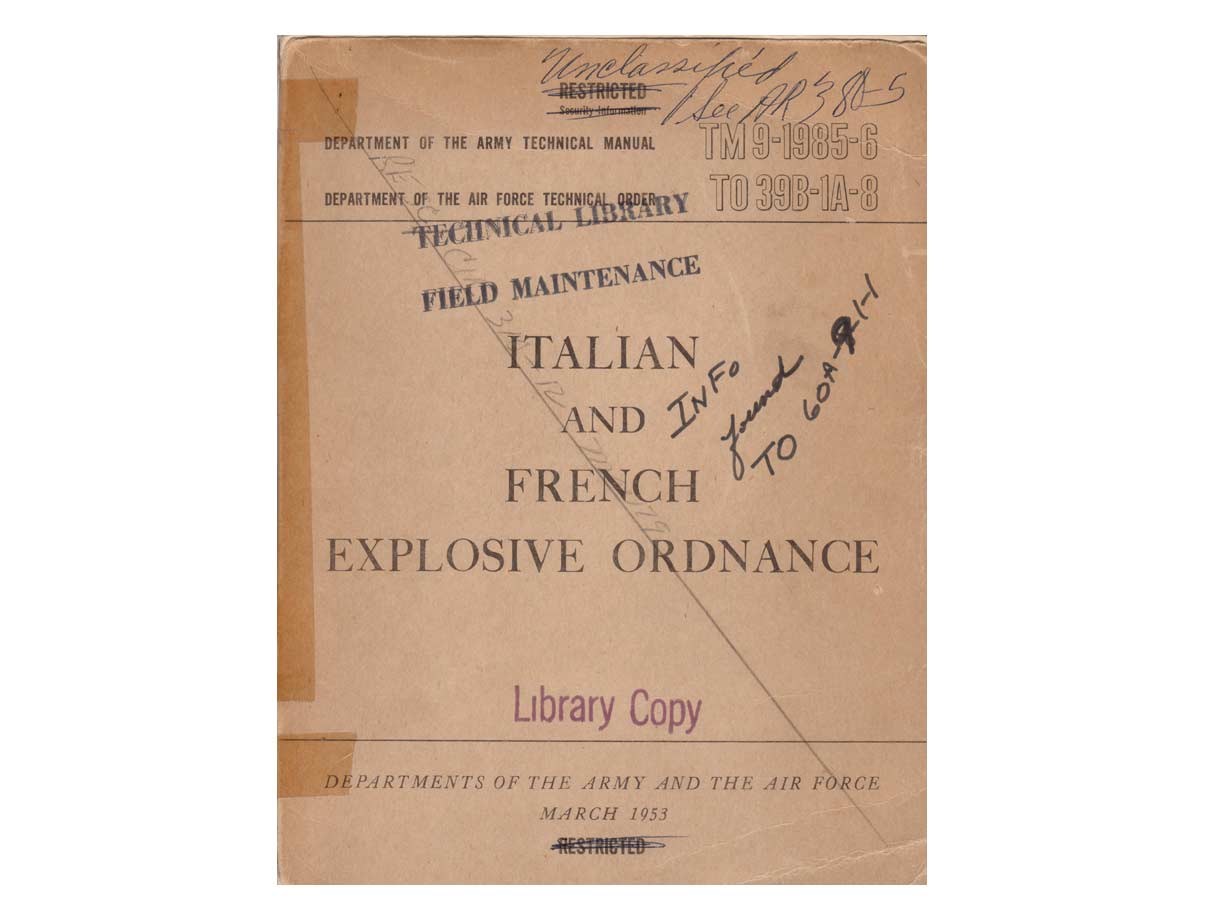 Unclassified
RESTRICTED
See AR 380-5
Security Information
DEPARTMENT OF THE ARMY TECHNICAL MANUAL TM 9-1985-6
DEPARTMENT OF THE AIR FORCE TECHNICAL ORDER TO 39B-1A-8
TECHNICAL LIBRARY
FIELD MAINTENANCE
ITALIAN
AND
FRENCH
EXPLOSIVE ORDNANCE
INFO
found
TO 60A-1-1
Library Copy
DEPARTMENTS OF THE ARMY AND THE AIR FORCE
MARCH 1953
RESTRICTED